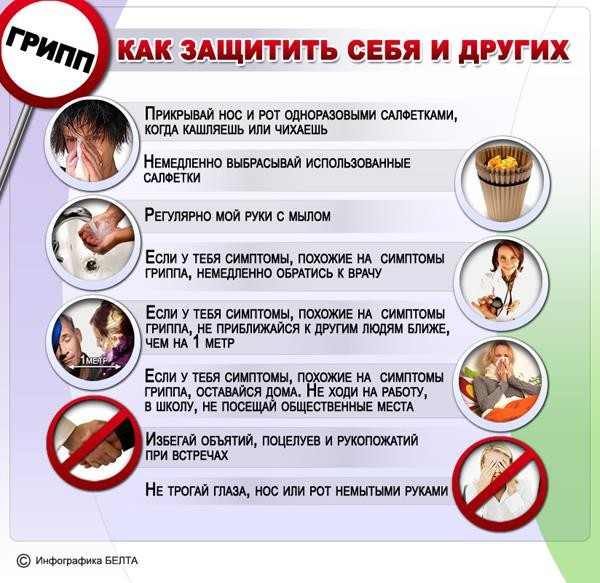 ГРИПП
КАК ЗАЩИТИТЬ СЕБЯ И ДРУГИХ
ПРИКРЫВАЙ НОС И РОТ ОДНОРАЗОВЫМИ САЛФЕТКАМИ,
КОГДА КАШЛЯЕШЬ ИЛИ ЧИХАЕШЬ
НЕМЕДЛЕННО ВЫБРАСЫВАЙ ИСПОЛЬЗОВАННЫЕ
САЛФЕТКИ
РЕГУЛЯРНО МОЙ РУКИ С МЫЛОМ
ЕСЛИ У ТЕБЯ СИМПТОМЫ, ПОХОЖИЕ НА СИМПТОМЫ
ГРИППА, НЕМЕДЛЕННО ОБРАТИСЬ К ВРАЧУ
ЕСЛИ У ТЕБЯ СИМПТОМЫ, ПОХОЖИЕ НА СИМПТОМЫ
ГРИППА, НЕ ПРИБЛИЖАЙСЯ К ДРУГИМ ЛЮДЯМ БЛИЖЕ,
ЧЕМ НА 1 МЕТР
1 МЕТР
ЕСЛИ У ТЕБЯ СИМПТОМЫ, ПОХОЖИЕ НА СИМПТОМЫ
ГРИППА, ОСТАВАЙСЯ ДОМА. НЕ ХОДИ НА РАБОТУ,
В ШКОЛУ, НЕ ПОСЕЩАЙ ОБЩЕСТВЕННЫЕ МЕСТА
ИЗБЕГАЙ ОБЪЯТИЙ, ПОЦЕЛУЕВ И РУКОПОЖАТИЙ
ПРИ ВСТРЕЧАХ
НЕ ТРОГАЙ ГЛАЗА, НОС ИЛИ РОТ НЕМЫТЫМИ РУКАМИ
© Инфографика БЕЛТА